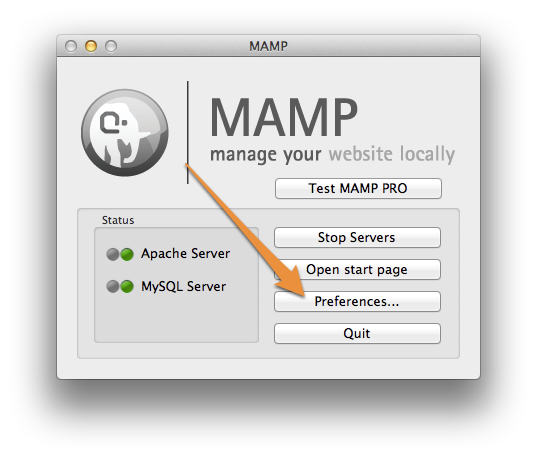 MAMP
MAMP
manage your website locally
Test MAMP PRO
Status
Apache Server
MySQL Server
Stop Servers
Open start page
Preferences...
Quit